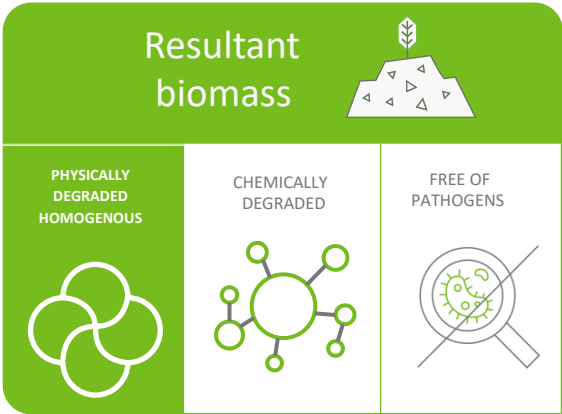 Resultant
biomass
PHYSICALLY
DEGRADED
HOMOGENOUS
CHEMICALLY
DEGRADED
FREE OF
PATHOGENS